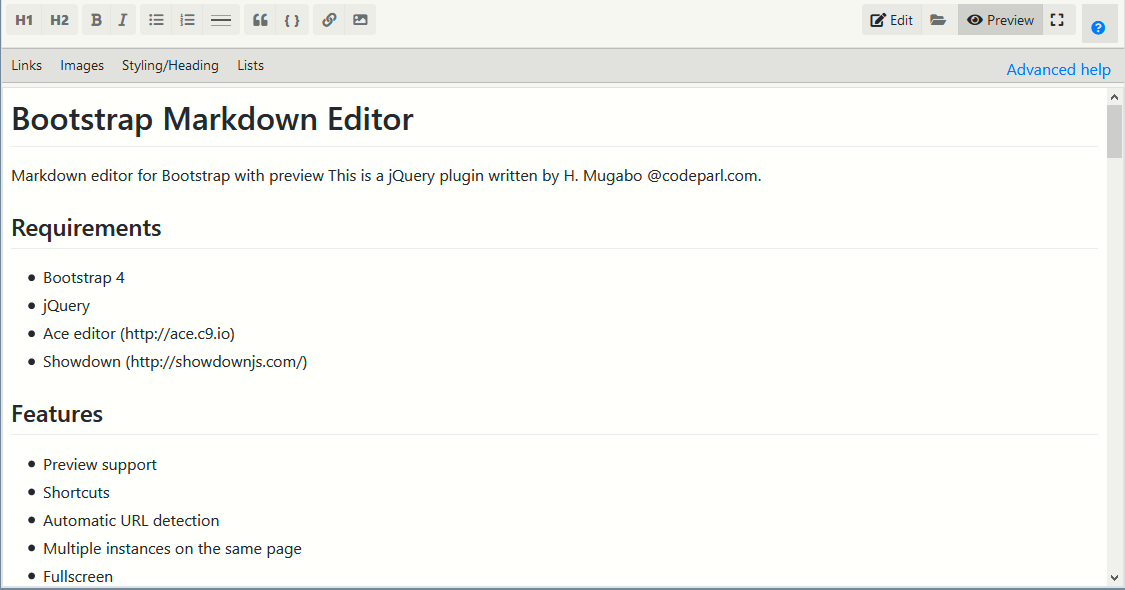 H1 H2 B I { } Edit Preview
Links Images Styling/Heading Lists Advanced help
Bootstrap Markdown Editor
Markdown editor for Bootstrap with preview This is a jQuery plugin written by H. Mugabo @codeparl.com.
Requirements
Bootstrap 4
jQuery
Ace editor (http://ace.c9.io)
Showdown (http://showdownjs.com/)
Features
Preview support
Shortcuts
Automatic URL detection
Multiple instances on the same page
Fullscreen